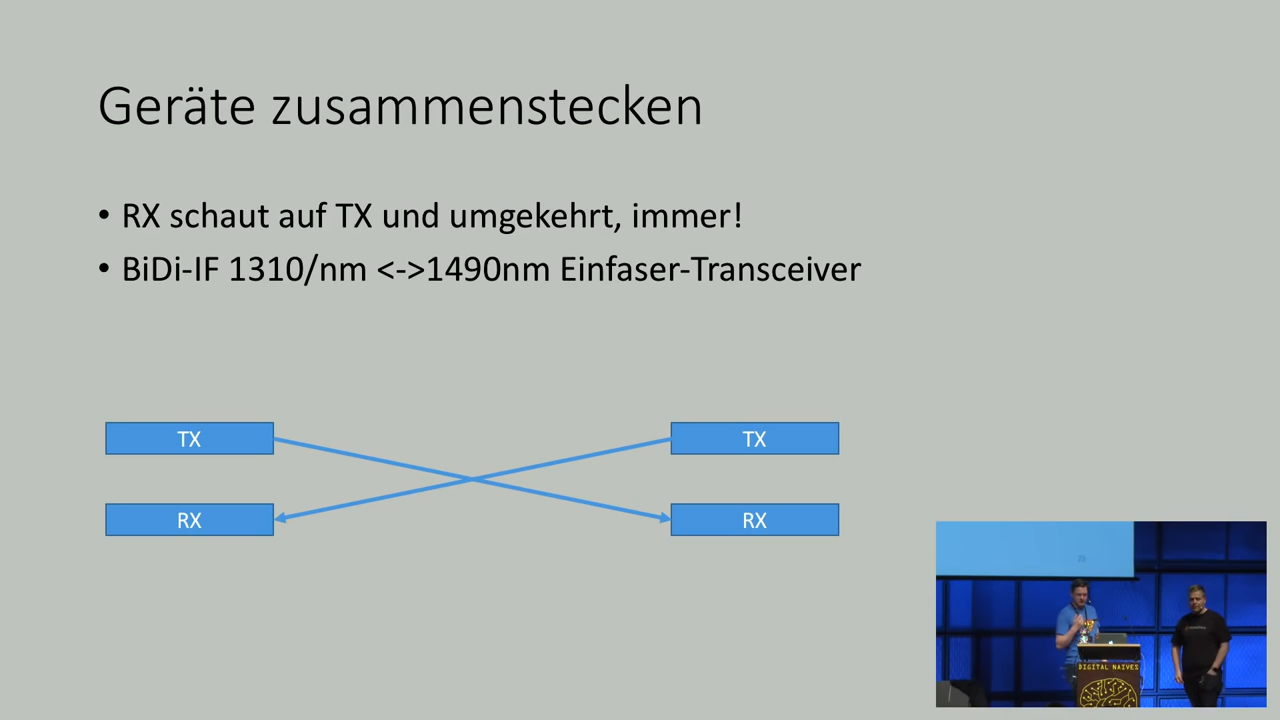 Geräte zusammenstecken
• RX schaut auf TX und umgekehrt, immer!
• BiDi-IF 1310/nm <->1490nm Einfaser-Transceiver
TX
TX
RX
RX
DIGITAL NAIVES